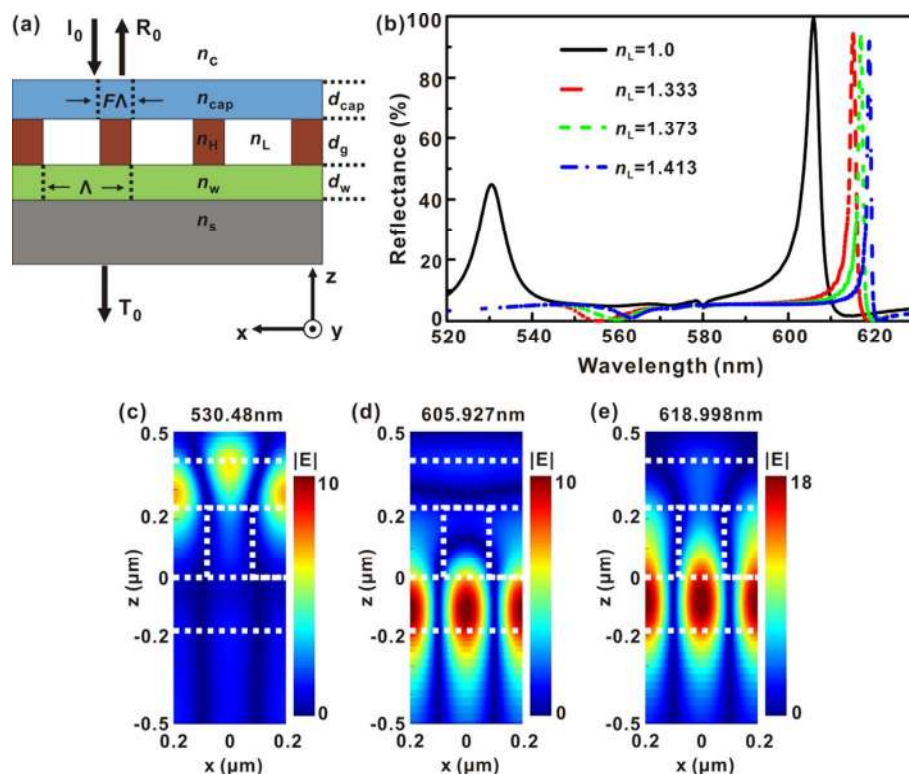 (a)
I0 R0
nc
ncap
FΛ
dcap
nH
nL
dg
Λ
nw
dw
ns
T0
z
x
y
(b)
100
80
60
40
20
0
Reflectance (%)
nL=1.0
nL=1.333
nL=1.373
nL=1.413
520 540 560 580 600 620
Wavelength (nm)
(c) 530.48nm
0.5
0.2
0
-0.2
-0.5
z (μm)
0.2 0 0.2
x (μm)
|E|
10
0
(d) 605.927nm
0.5
0.2
0
-0.2
-0.5
z (μm)
0.2 0 0.2
x (μm)
|E|
10
0
(e) 618.998nm
0.5
0.2
0
-0.2
-0.5
z (μm)
0.2 0 0.2
x (μm)
|E|
18
0